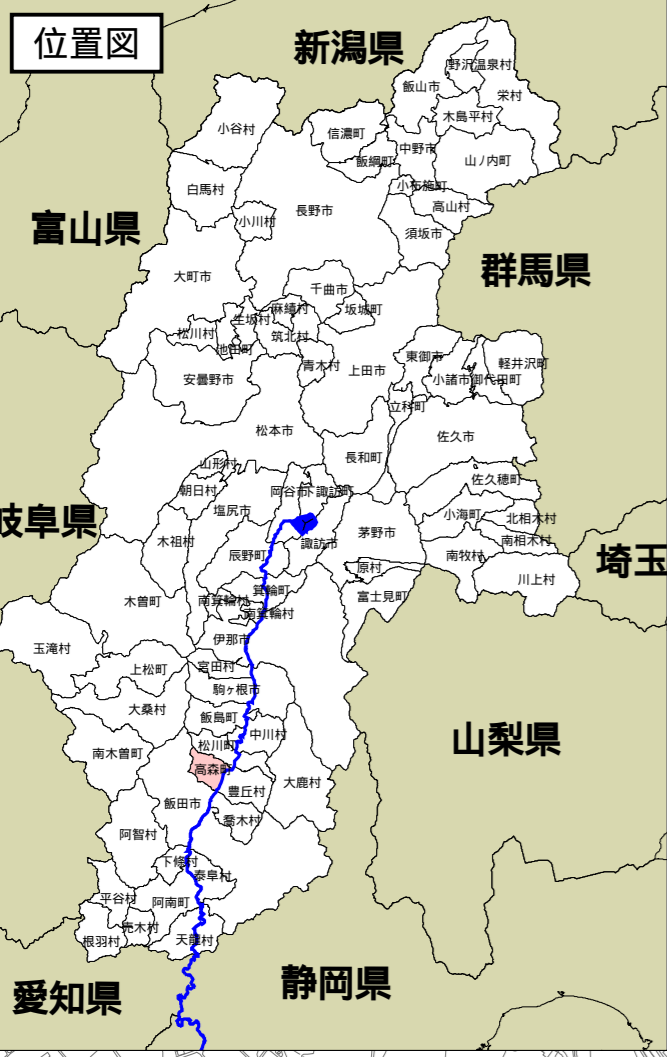 位置図
新潟県
野沢温泉村
飯山市
栄村
木島平村
小谷村
信濃町
中野市
飯綱町
山ノ内町
白馬村
小布施町
高山村
長野市
小川村
須坂市
富山県
群馬県
大町市
千曲市
麻績村
坂城町
生坂村
松川村
筑北村
池田町
東御市
軽井沢町
青木村
上田市
安曇野市
小諸市
御代田町
立科町
松本市
佐久市
長和町
山形村
佐久穂町
朝日村
岡谷市
下諏訪町
塩尻市
小海町
北相木村
岐阜県
茅野市
木祖村
諏訪市
南相木村
辰野町
南牧村
埼玉
原村
川上村
箕輪町
富士見町
木曽町
南箕輪村
南箕輪村
伊那市
玉滝村
宮田村
上松町
駒ヶ根市
大桑村
飯島町
中川村
松川町
山梨県
南木曽町
高森町
大鹿村
豊丘村
飯田市
喬木村
阿智村
下條村
泰阜村
平谷村
阿南町
売木村
根羽村
天龍村
静岡県
愛知県